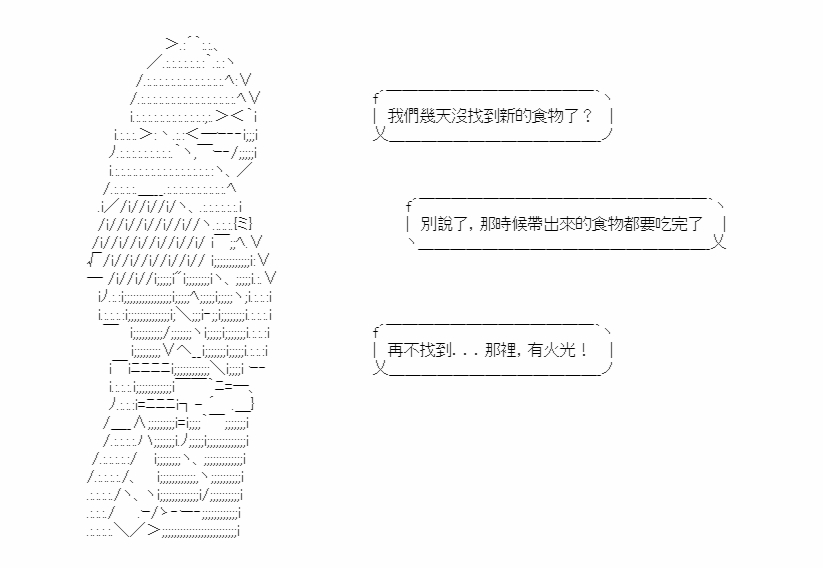 我們幾天沒找到新的食物了？
別說了, 那時候帶出來的食物都要吃完了
再不找到. . . 那裡, 有火光！